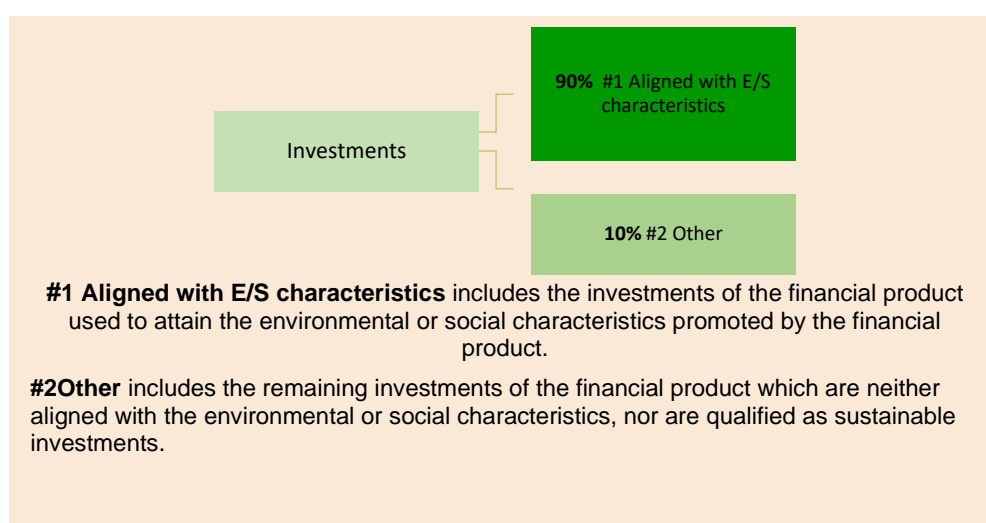 90% #1 Aligned with E/S
characteristics
Investments
10% #2 Other
#1 Aligned with E/S characteristics includes the investments of the financial product
used to attain the environmental or social characteristics promoted by the financial
product.
#2Other includes the remaining investments of the financial product which are neither
aligned with the environmental or social characteristics, nor are qualified as sustainable
investments.